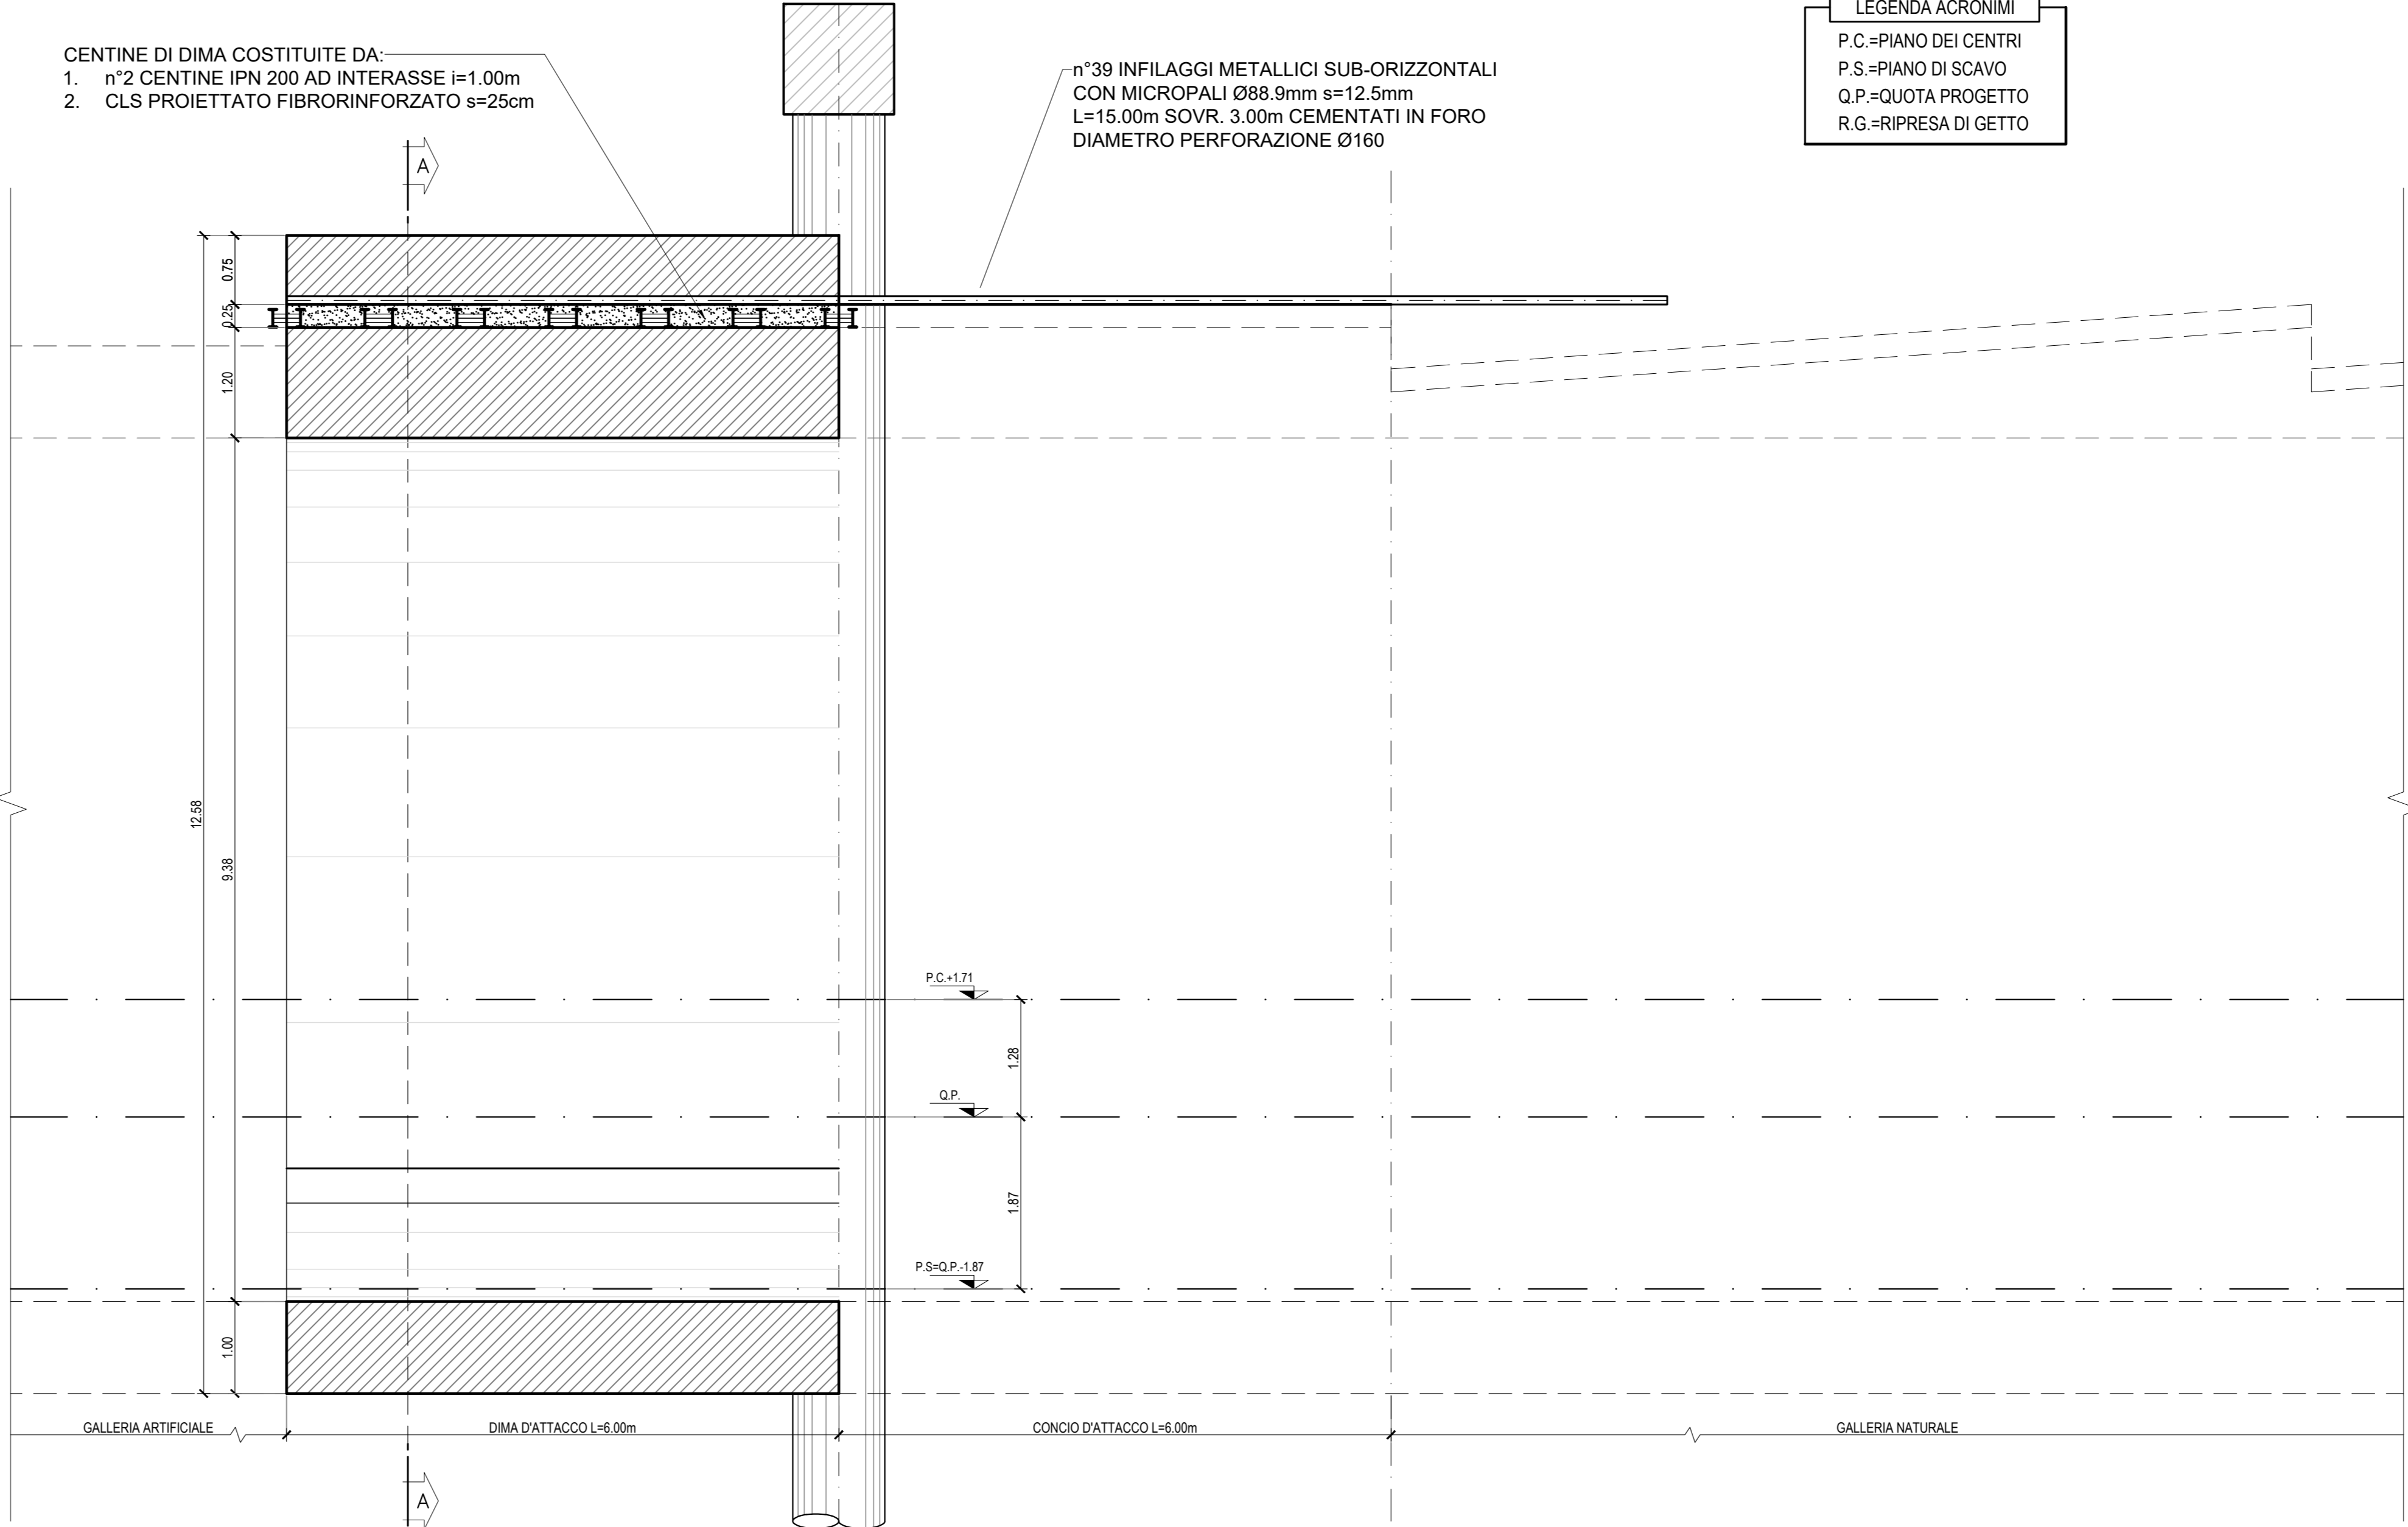 LEGENDA ACRONIMI
P.C.=PIANO DEI CENTRI
P.S.=PIANO DI SCAVO
Q.P.=QUOTA PROGETTO
R.G.=RIPRESA DI GETTO
CENTINE DI DIMA COSTITUITE DA:
1. n°2 CENTINE IPN 200 AD INTERASSE i=1.00m
2. CLS PROIETTATO FIBRORINFORZATO s=25cm
n°39 INFILAGGI METALLICI SUB-ORIZZONTALI
CON MICROPALI Ø88.9mm s=12.5mm
L=15.00m SOVR. 3.00m CEMENTATI IN FORO
DIAMETRO PERFORAZIONE Ø160
A
0.75
0.25
1.20
12.58
9.38
P.C.+1.71
1.28
Q.P.
1.87
P.S=Q.P.-1.87
1.00
GALLERIA ARTIFICIALE
DIMA D'ATTACCO L=6.00m
CONCIO D'ATTACCO L=6.00m
GALLERIA NATURALE
A